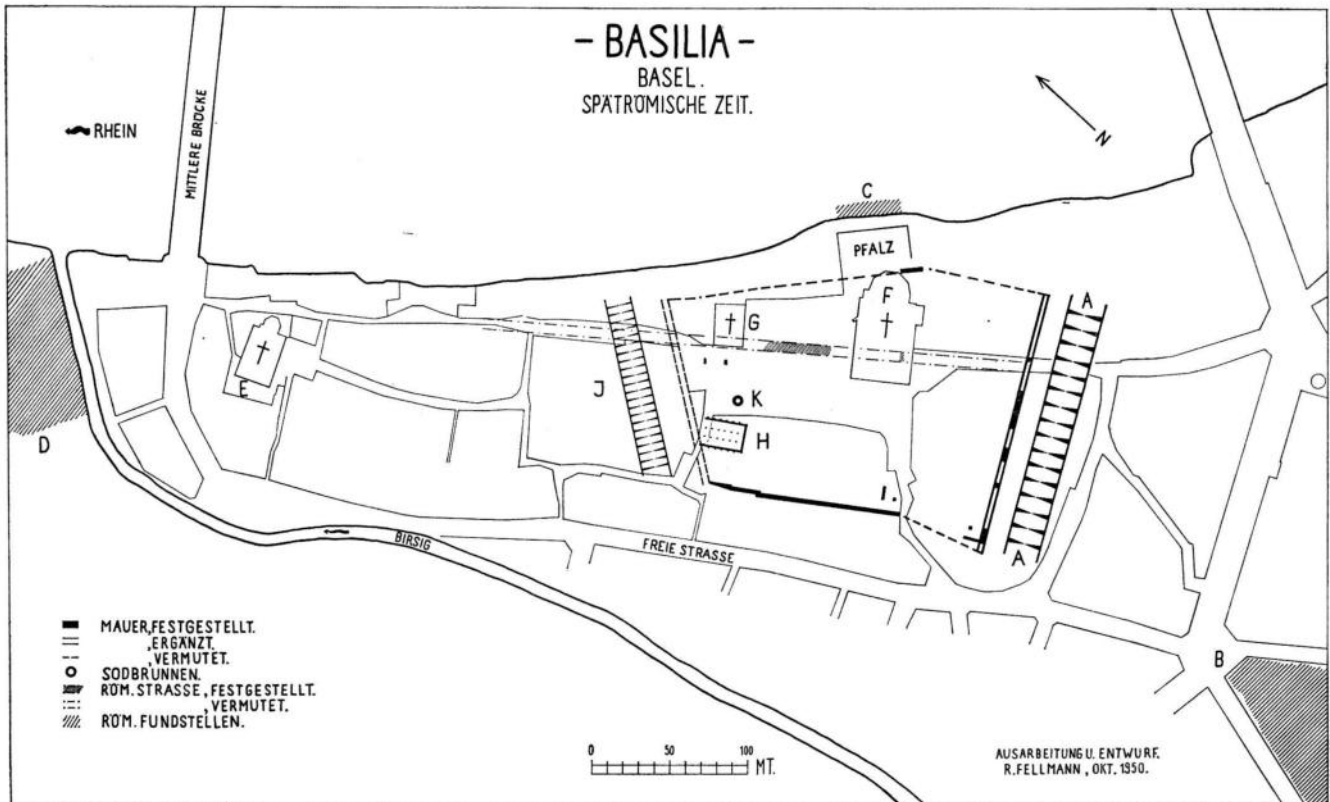 - BASILIA -
BASEL.
SPÄTRÖMISCHE ZEIT.
RHEIN
MITTLERE BRÜCKE
N
C
PFALZ
F
A
G
J
K
E
H
D
BIRSIG
FREIE STRASSE
A
B
MAUER, FESTGESTELLT.
, ERGÄNZT.
, VERMUTET.
SODBRUNNEN.
RÖM. STRASSE, FESTGESTELLT.
, VERMUTET.
RÖM. FUNDSTELLEN.
0 50 100
MT.
AUSARBEITUNG U. ENTWURF.
R. FELLMANN, OKT. 1950.